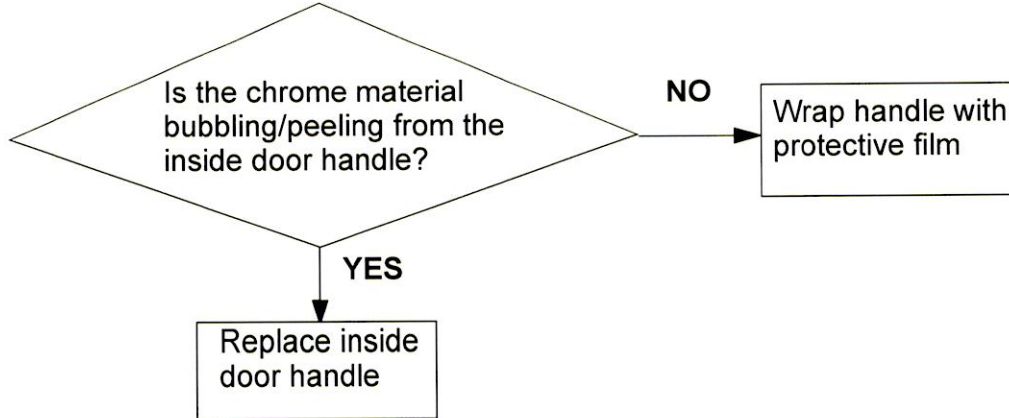 Is the chrome material
bubbling/peeling from the
inside door handle?
NO
Wrap handle with
protective film
YES
Replace inside
door handle